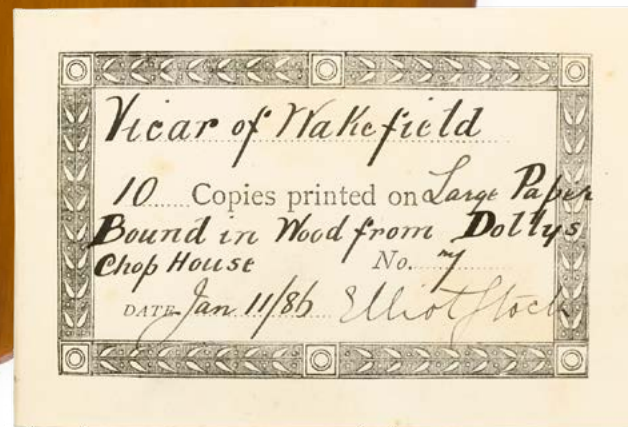 Vicar of Wakefield
10 Copies printed on Large Paper
Bound in Wood from Dollys
Chop House No. 7
DATE Jan 11/86 Elliot Stock